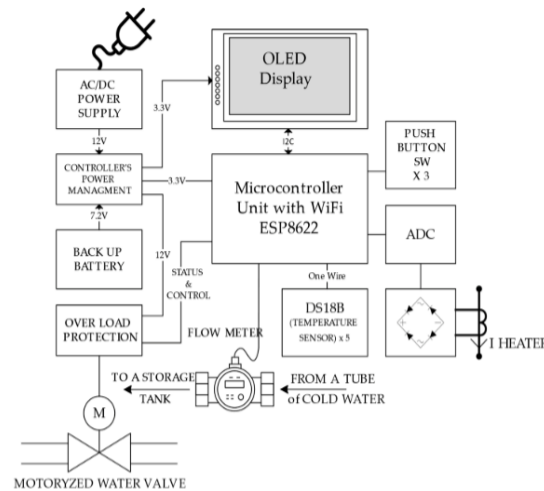 OLED
Display
AC/DC
POWER
SUPPLY
3.3V
12V
I2C
PUSH
BUTTON
SW
X 3
CONTROLLER'S
POWER
MANAGMENT
3.3V
Microcontroller
Unit with WiFi
ESP8622
7.2V
BACK UP
BATTERY
12V
STATUS
&
CONTROL
ADC
One Wire
DS18B
(TEMPERATURE
SENSOR) x 5
OVER LOAD
PROTECTION
FLOW METER
I HEATER
TO A STORAGE
TANK
FROM A TUBE
of COLD WATER
M
MOTORYZED WATER VALVE